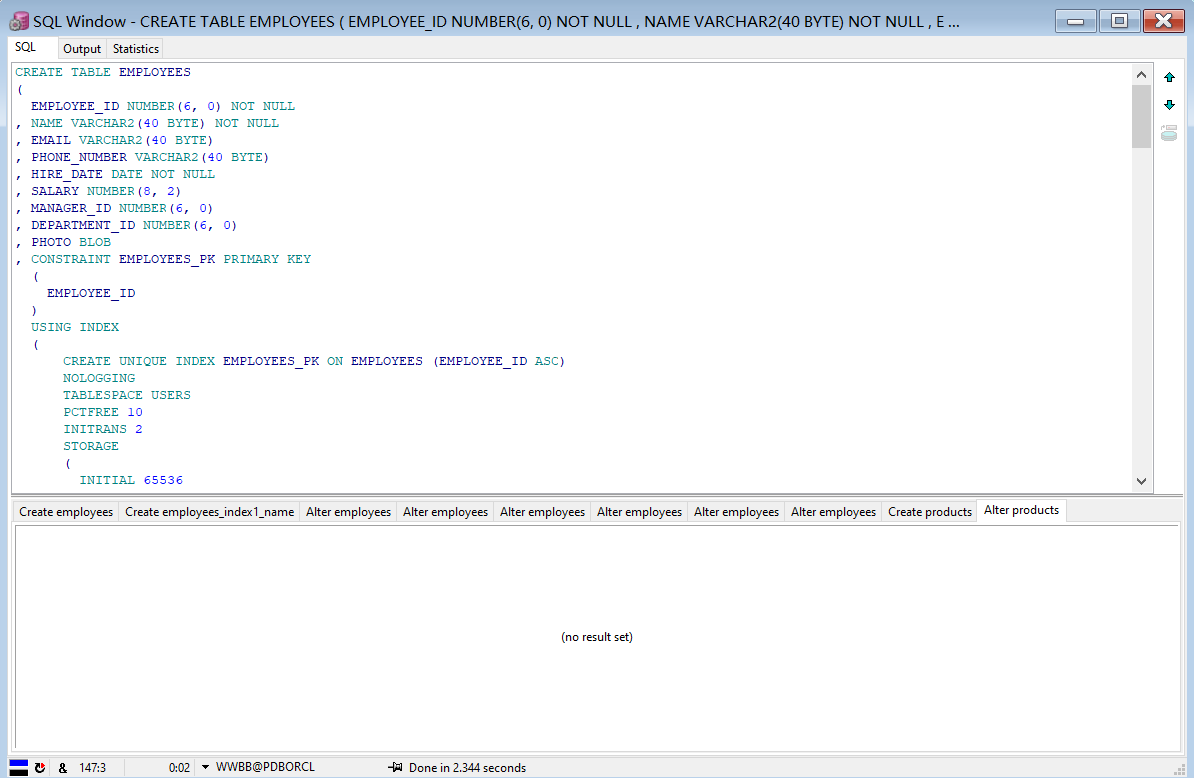 SQL Window - CREATE TABLE EMPLOYEES ( EMPLOYEE_ID NUMBER(6, 0) NOT NULL , NAME VARCHAR2(40 BYTE) NOT NULL , E ...
SQL Output Statistics
CREATE TABLE EMPLOYEES
(
EMPLOYEE_ID NUMBER(6, 0) NOT NULL
, NAME VARCHAR2(40 BYTE) NOT NULL
, EMAIL VARCHAR2(40 BYTE)
, PHONE_NUMBER VARCHAR2(40 BYTE)
, HIRE_DATE DATE NOT NULL
, SALARY NUMBER(8, 2)
, MANAGER_ID NUMBER(6, 0)
, DEPARTMENT_ID NUMBER(6, 0)
, PHOTO BLOB
, CONSTRAINT EMPLOYEES_PK PRIMARY KEY
(
EMPLOYEE_ID
)
USING INDEX
(
CREATE UNIQUE INDEX EMPLOYEES_PK ON EMPLOYEES (EMPLOYEE_ID ASC)
NOLOGGING
TABLESPACE USERS
PCTFREE 10
INITRANS 2
STORAGE
(
INITIAL 65536
Create employees Create employees_index1_name Alter employees Alter employees Alter employees Alter employees Alter employees Alter employees Create products Alter products
(no result set)
& 147:3 0:02 WWBB@PDBORCL Done in 2.344 seconds